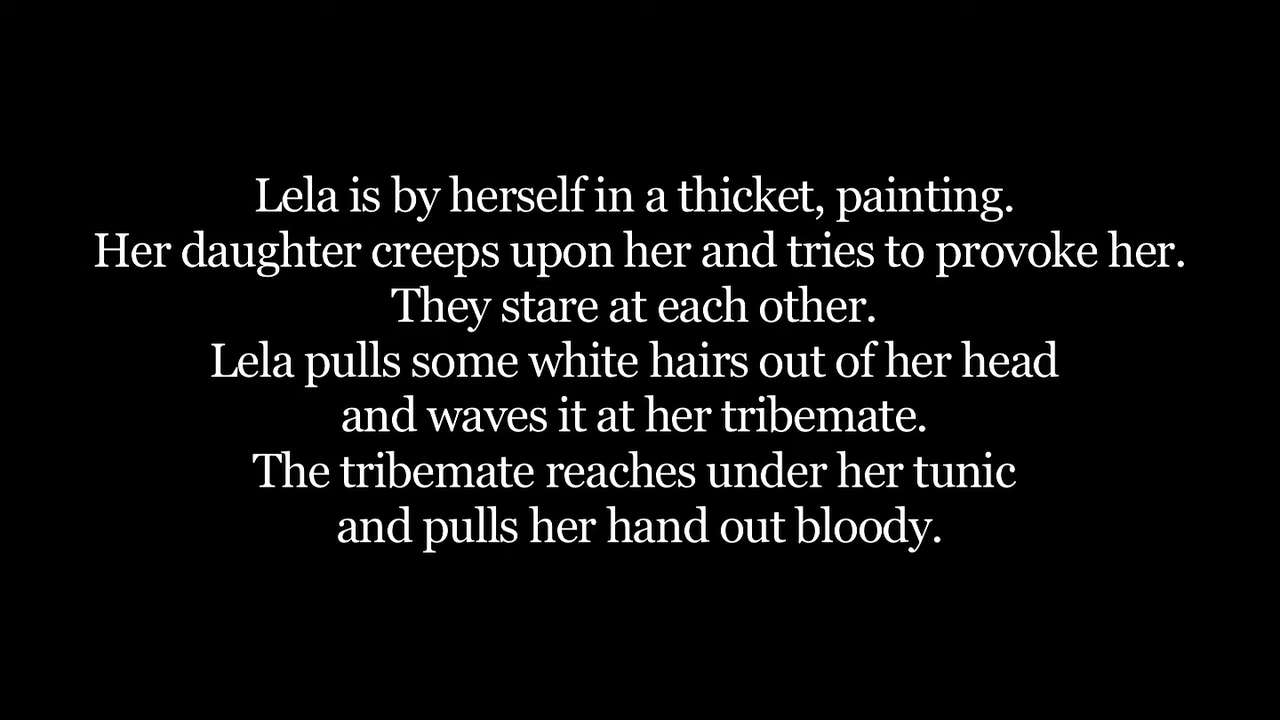 Lela is by herself in a thicket, painting.
Her daughter creeps upon her and tries to provoke her.
They stare at each other.
Lela pulls some white hairs out of her head
and waves it at her tribemate.
The tribemate reaches under her tunic
and pulls her hand out bloody.